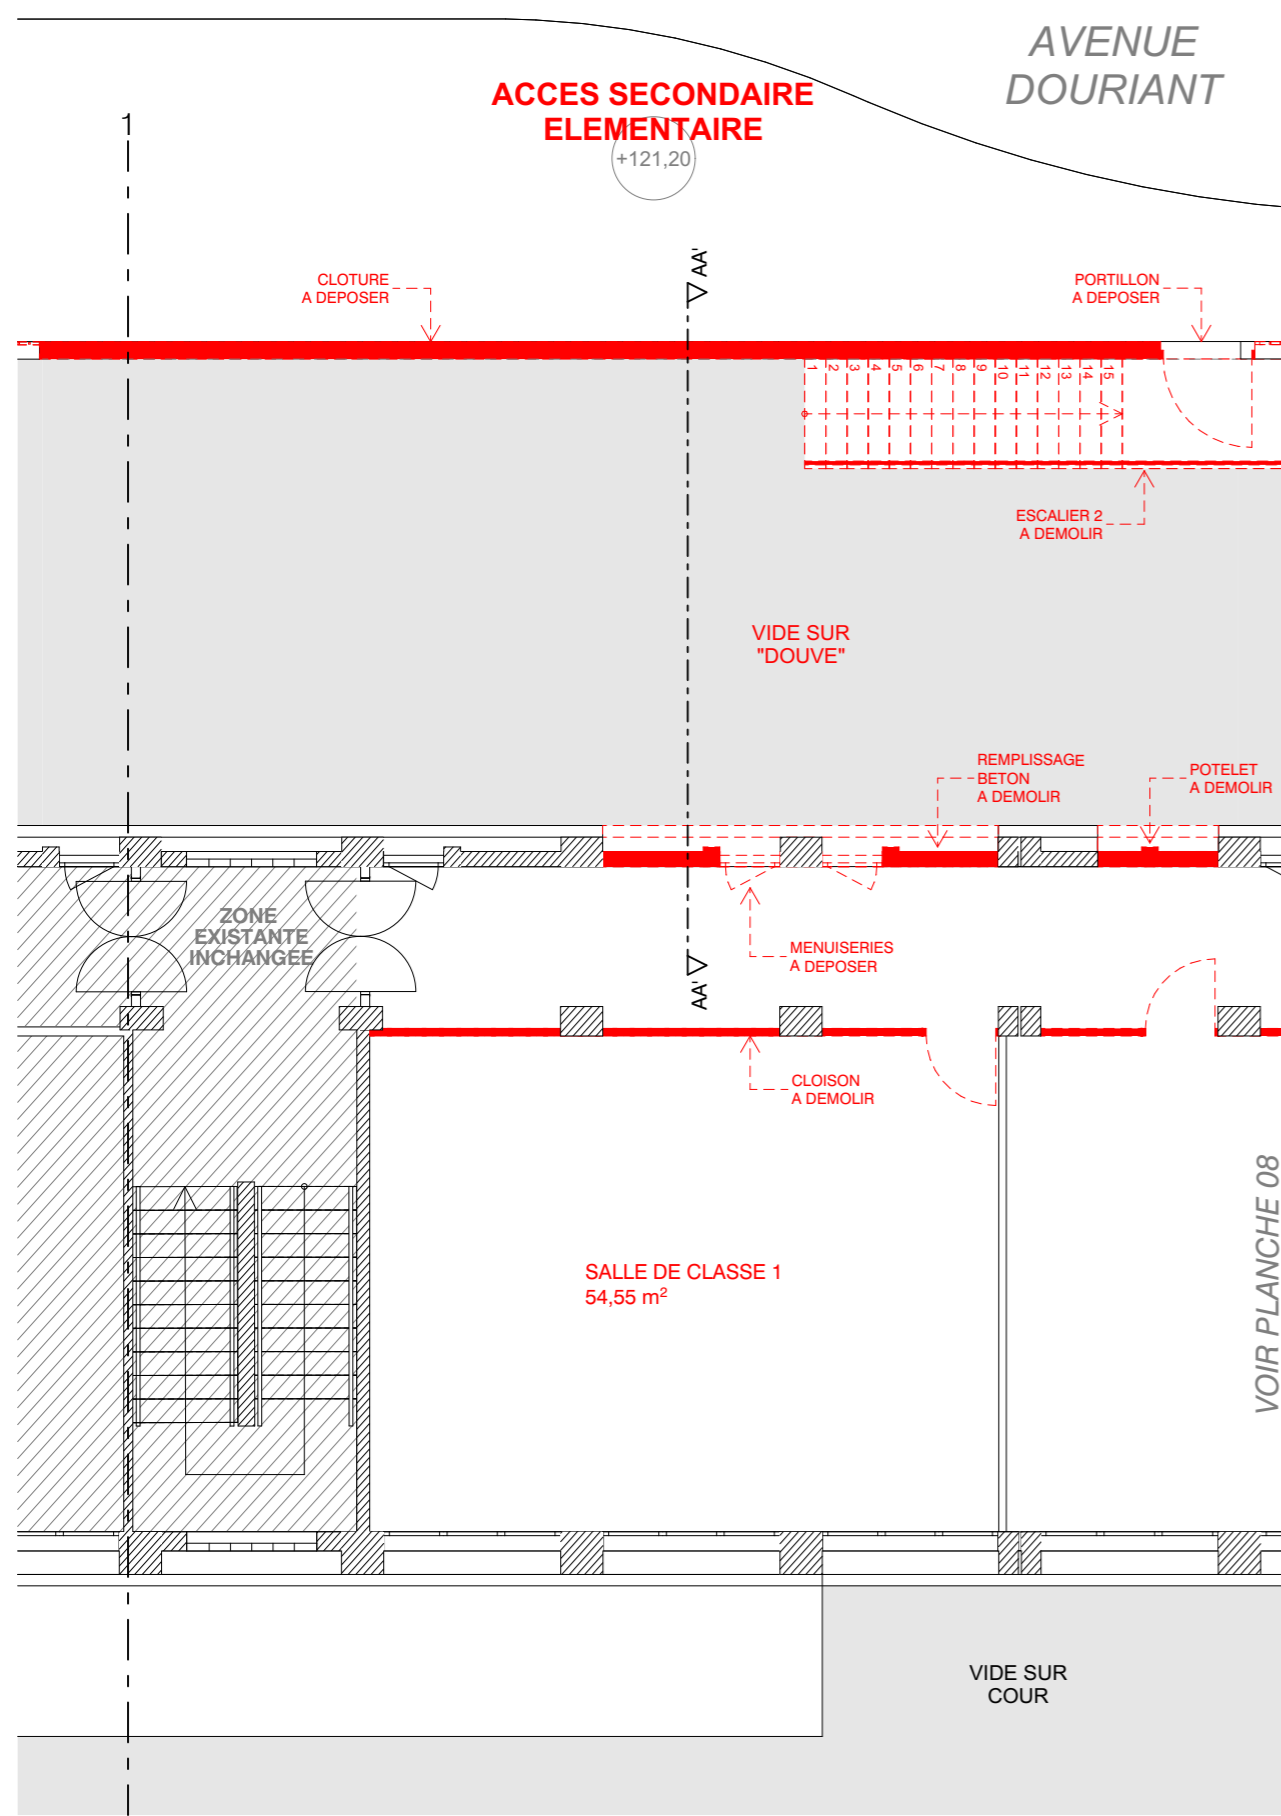 AVENUE
DOURIANT
ACCES SECONDAIRE
ELEMENTAIRE
+121,20
1
AA'
CLOTURE
A DEPOSER
PORTILLON
A DEPOSER
1 2 3 4 5 6 7 8 9 10 11 12 13 14 15
ESCALIER 2
A DEMOLIR
VIDE SUR
"DOUVE"
REMPLISSAGE
BETON
A DEMOLIR
POTELET
A DEMOLIR
ZONE
EXISTANTE
INCHANGEE
MENUISERIES
A DEPOSER
AA'
CLOISON
A DEMOLIR
SALLE DE CLASSE 1
54,55 m²
VOIR PLANCHE 08
VIDE SUR
COUR